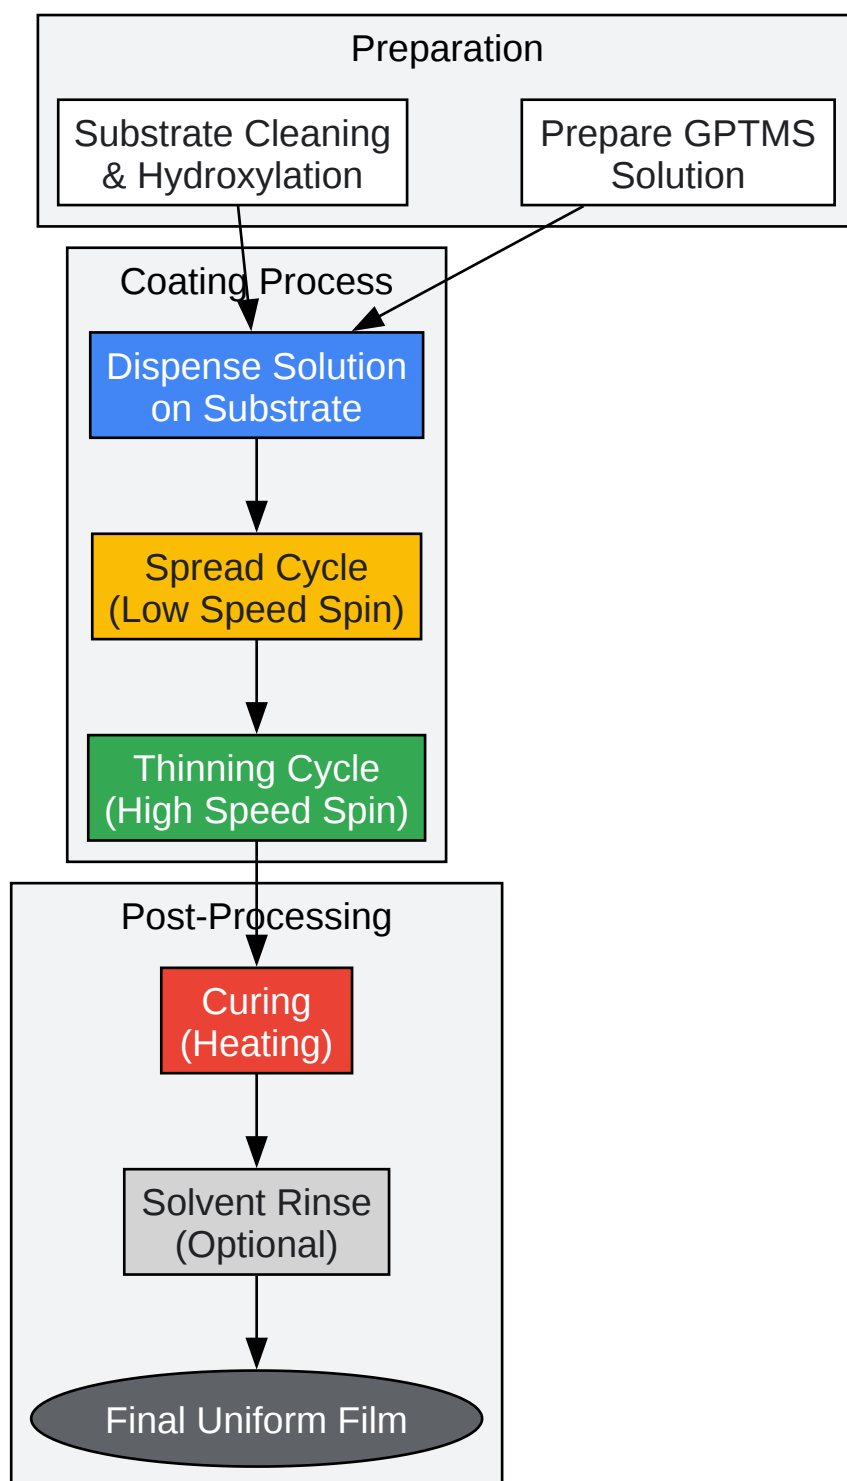 Preparation
Substrate Cleaning
& Hydroxylation
Prepare GPTMS
Solution
Coating Process
Dispense Solution
on Substrate
Spread Cycle
(Low Speed Spin)
Thinning Cycle
(High Speed Spin)
Post-Processing
Curing
(Heating)
Solvent Rinse
(Optional)
Final Uniform Film